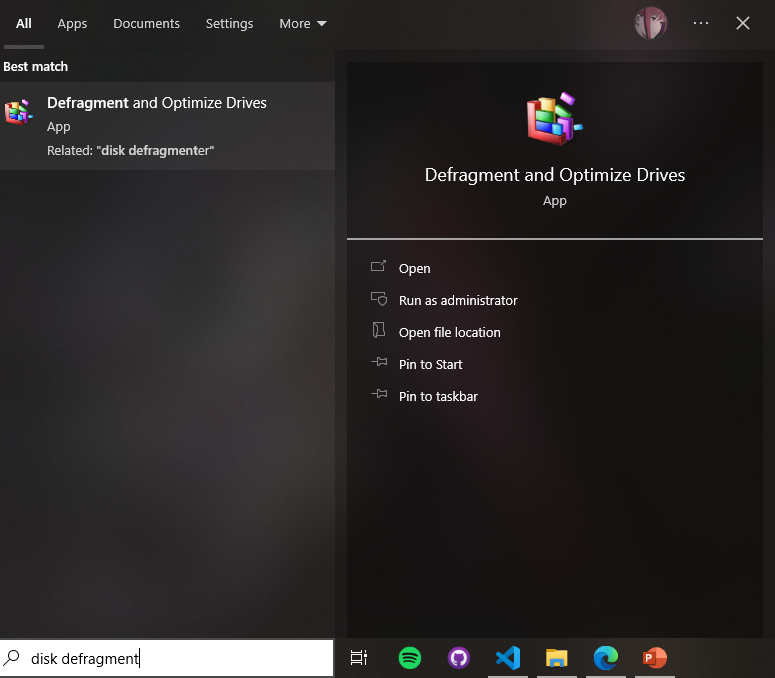 All Apps Documents Settings More
Best match
Defragment and Optimize Drives
App
Related: "disk defragmenter"
Defragment and Optimize Drives
App
Open
Run as administrator
Open file location
Pin to Start
Pin to taskbar
disk defragment
P